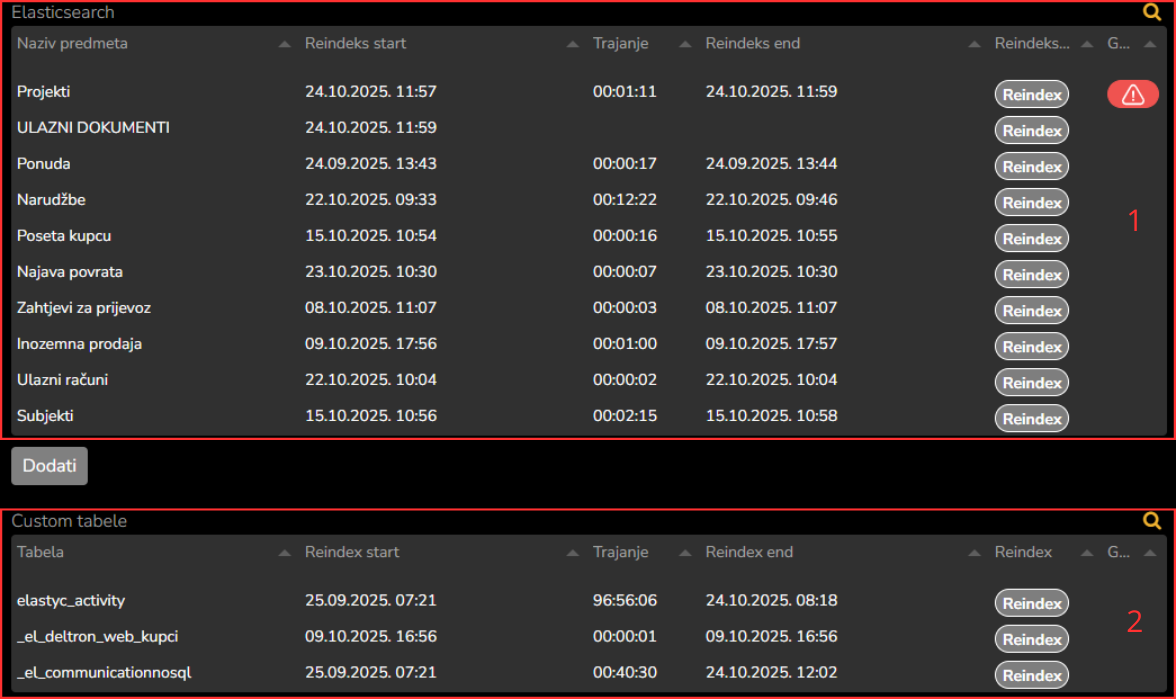 Elasticsearch
Naziv predmeta Reindeks start Trajanje Reindeks end Reindeks... G...
Projekti 24.10.2025. 11:57 00:01:11 24.10.2025. 11:59 Reindex
ULAZNI DOKUMENTI 24.10.2025. 11:59 Reindex
Ponuda 24.09.2025. 13:43 00:00:17 24.09.2025. 13:44 Reindex
Narudžbe 22.10.2025. 09:33 00:12:22 22.10.2025. 09:46 Reindex
Poseta kupcu 15.10.2025. 10:54 00:00:16 15.10.2025. 10:55 Reindex 1
Najava povrata 23.10.2025. 10:30 00:00:07 23.10.2025. 10:30 Reindex
Zahtjevi za prijevoz 08.10.2025. 11:07 00:00:03 08.10.2025. 11:07 Reindex
Inozemna prodaja 09.10.2025. 17:56 00:01:00 09.10.2025. 17:57 Reindex
Ulazni računi 22.10.2025. 10:04 00:00:02 22.10.2025. 10:04 Reindex
Subjekti 15.10.2025. 10:56 00:02:15 15.10.2025. 10:58 Reindex
Dodati
Custom tabele
Tabela Reindex start Trajanje Reindex end Reindex G...
elastyc_activity 25.09.2025. 07:21 96:56:06 24.10.2025. 08:18 Reindex
_el_deltron_web_kupci 09.10.2025. 16:56 00:00:01 09.10.2025. 16:56 Reindex 2
_el_communicationnosql 25.09.2025. 07:21 00:40:30 24.10.2025. 12:02 Reindex